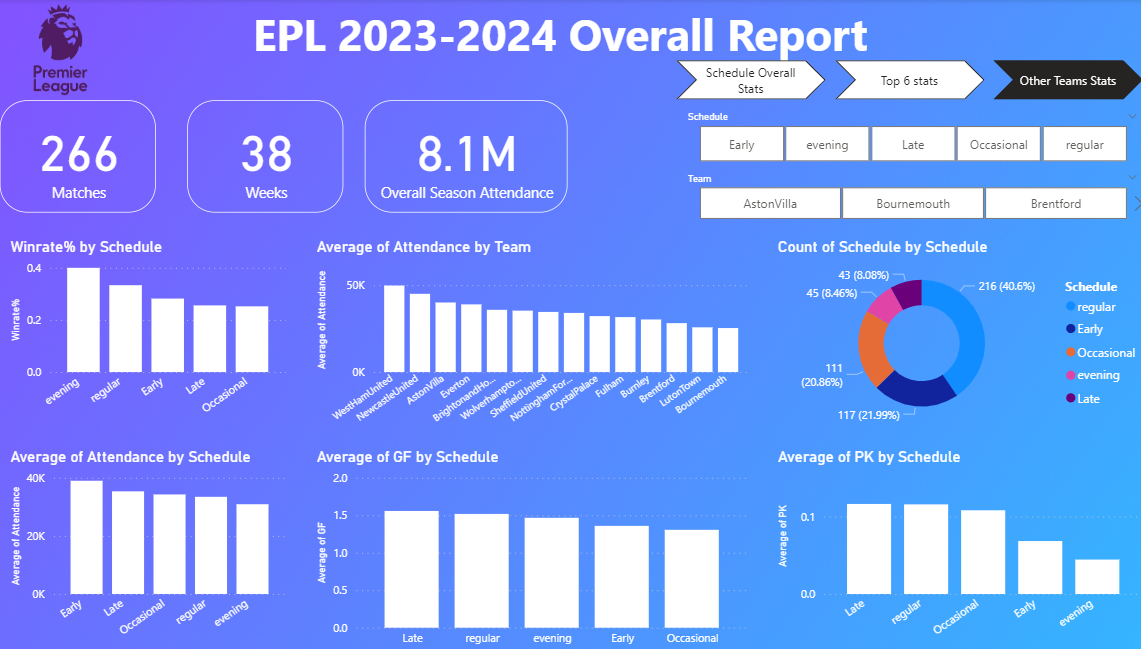 Premier
League
EPL 2023-2024 Overall Report
Schedule Overall
Stats
Top 6 stats
Other Teams Stats
266
Matches
38
Weeks
8.1M
Overall Season Attendance
Schedule
Early
evening
Late
Occasional
regular
Team
AstonVilla
Bournemouth
Brentford
Winrate% by Schedule
Winrate%
0.4
0.2
0.0
evening
regular
Early
Late
Occasional
Average of Attendance by Team
Average of Attendance
50K
0K
WestHamUnited
NewcastleUnited
AstonVilla
Everton
BrightonandHo...
Wolverhampto...
SheffieldUnited
NottinghamFor...
CrystalPalace
Fulham
Burnley
Brentford
LutonTown
Bournemouth
Count of Schedule by Schedule
43 (8.08%)
45 (8.46%)
111
(20.86%)
117 (21.99%)
216 (40.6%)
Schedule
regular
Early
Occasional
evening
Late
Average of Attendance by Schedule
Average of Attendance
40K
20K
0K
Early
Late
Occasional
regular
evening
Average of GF by Schedule
Average of GF
2.0
1.5
1.0
0.5
0.0
Late
regular
evening
Early
Occasional
Average of PK by Schedule
Average of PK
0.1
0.0
Late
regular
Occasional
Early
evening